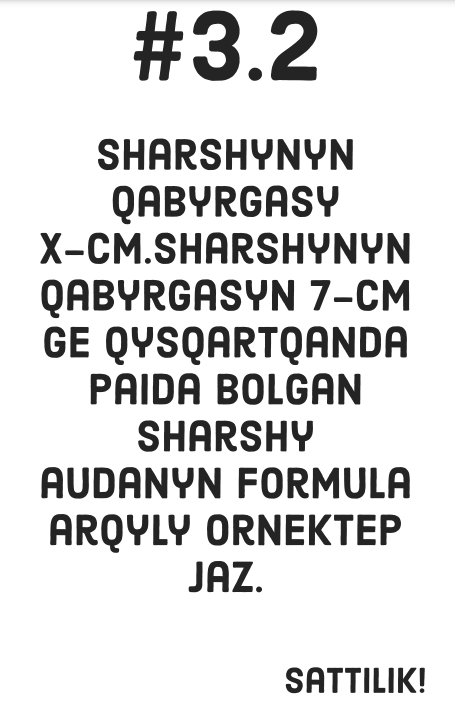 #3.2
SHARSHYNYN
QABYRGASY
X-CM.SHARSHYNYN
QABYRGASYN 7-CM
GE QYSQARTQANDA
PAIDA BOLGAN
SHARSHY
AUDANYN FORMULA
ARQYLY ORNEKTEP
JAZ.
SATTILIK!